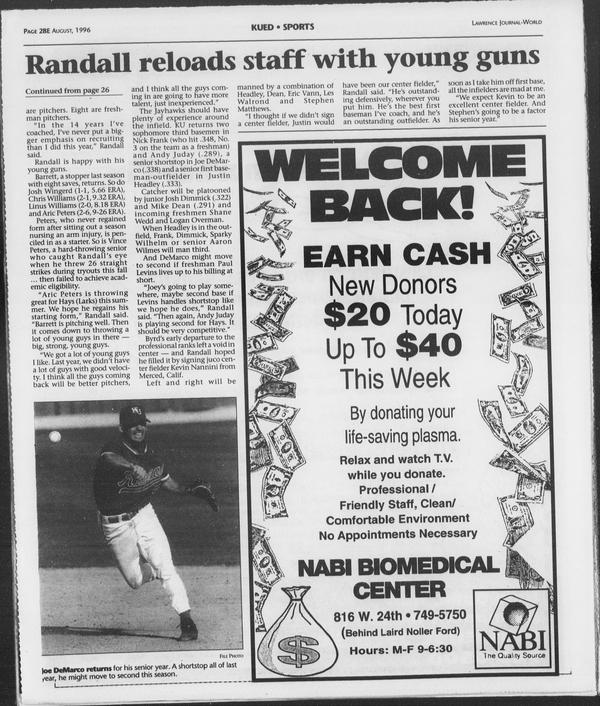 PAGE 28E AUGUST, 1996
KUED • SPORTS
LAWRENCE JOURNAL-WORLD
Randall reloads staff with young guns
Continued from page 26
are pitchers. Eight are fresh-
man pitchers.
"In the 14 years I've
coached, I've never put a big-
ger emphasis on recruiting
than I did this year," Randall
said.
Randall is happy with his
young guns.
Barrett, a stopper last season
with eight saves, returns. So do
Josh Wingerd (1-1, 5.66 ERA),
Chris Williams (2-1, 9.32 ERA),
Linus Williams (2-0, 8.18 ERA)
and Aric Peters (2-6, 9-26 ERA).
Peters, who never regained
form after sitting out a season
nursing an arm injury, is pen-
ciled in as a starter. So is Vince
Peters, a hard-throwing senior
who caught Randall's eye
when he threw 26 straight
strikes during tryouts this fall
... then failed to achieve acad-
emic eligibility.
"Aric Peters is throwing
great for Hays (Larks) this sum-
mer. We hope he regains his
starting form," Randall said.
"Barrett is pitching well. Then
it comes down to throwing a
lot of young guys in there —
big, strong, young guys.
"We got a lot of young guys
I like. Last year, we didn't have
a lot of guys with good veloci-
ty. I think all the guys coming
back will be better pitchers,
and I think all the guys com-
ing in are going to have more
talent, just inexperienced."
The Jayhawks should have
plenty of experience around
the infield. KU returns two
sophomore third basemen in
Nick Frank (who hit .348, No.
3 on the team as a freshman)
and Andy Juday (.289), a
senior shortstop in Joe DeMar-
co (.338) and a senior first base-
man-outfielder in Justin
Headley (.333).
Catcher will be platooned
by junior Josh Dimmick (.322)
and Mike Dean (.291) and
incoming freshmen Shane
Wedd and Logan Overman.
When Headley is in the out-
field, Frank, Dimmick, Sparky
Wilhelm or senior Aaron
Wilmes will man third.
And DeMarco might move
to second if freshman Paul
Levins lives up to his billing at
short.
"Joey's going to play some-
where, maybe second base if
Levins handles shortstop like
we hope he does," Randall
said. "Then again, Andy Juday
is playing second for Hays. It
should be very competitive."
Byrd's early departure to the
professional ranks left a void in
center — and Randall hoped
he filled it by signing juco cen-
ter fielder Kevin Nannini from
Merced, Calif.
Left and right will be
manned by a combination of
Headley, Dean, Eric Vann, Les
Walrond and Stephen
Matthews.
"I thought if we didn't sign
a center fielder, Justin would
have been our center fielder,"
Randall said. "He's outstand-
ing defensively, wherever you
put him. He's the best first
baseman I've coach, and he's
an outstanding outfielder. As
soon as I take him off first base,
all the infielders are mad at me.
"We expect Kevin to be an
excellent center fielder. And
Stephen's going to be a factor
his senior year."
FILE PHOTO
Joe DeMarco returns for his senior year. A shortstop all of last
year, he might move to second this season.
WELCOME
BACK!
EARN CASH
New Donors
$20 Today
Up To $40
This Week
By donating your
life-saving plasma.
Relax and watch T.V.
while you donate.
Professional /
Friendly Staff, Clean/
Comfortable Environment
No Appointments Necessary
NABI BIOMEDICAL
CENTER
816 W. 24th • 749-5750
(Behind Laird Noller Ford)
Hours: M-F 9-6:30
$
NABI
The Quality Source